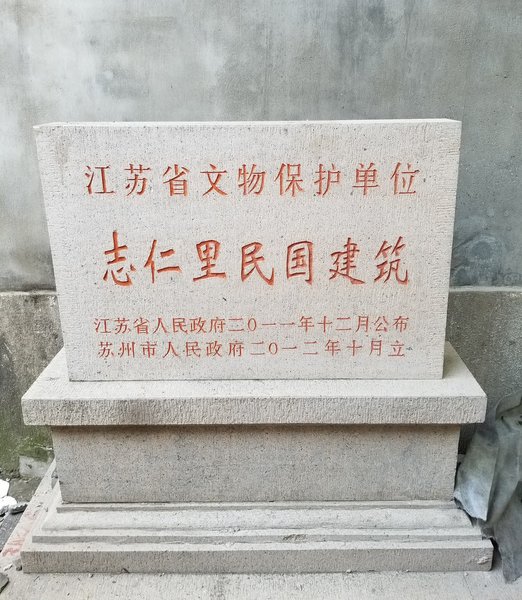 江苏省文物保护单位
志仁里民国建筑
江苏省人民政府二〇一一年十二月公布
苏州市人民政府二〇一二年十月立